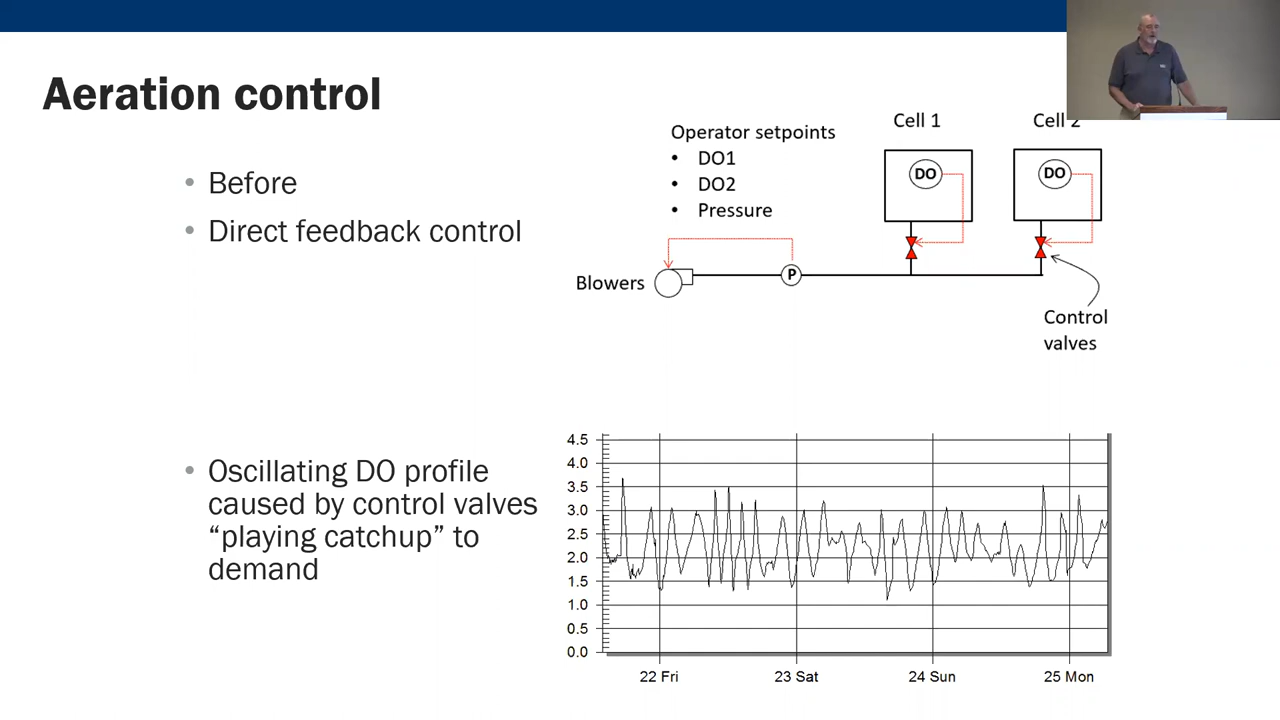 Aeration control
• Before
• Direct feedback control
Operator setpoints
• DO1
• DO2
• Pressure
Cell 1
Cell 2
DO
DO
P
Blowers
Control
valves
• Oscillating DO profile
caused by control valves
“playing catchup” to
demand
4.5
4.0
3.5
3.0
2.5
2.0
1.5
1.0
0.5
0.0
22 Fri
23 Sat
24 Sun
25 Mon